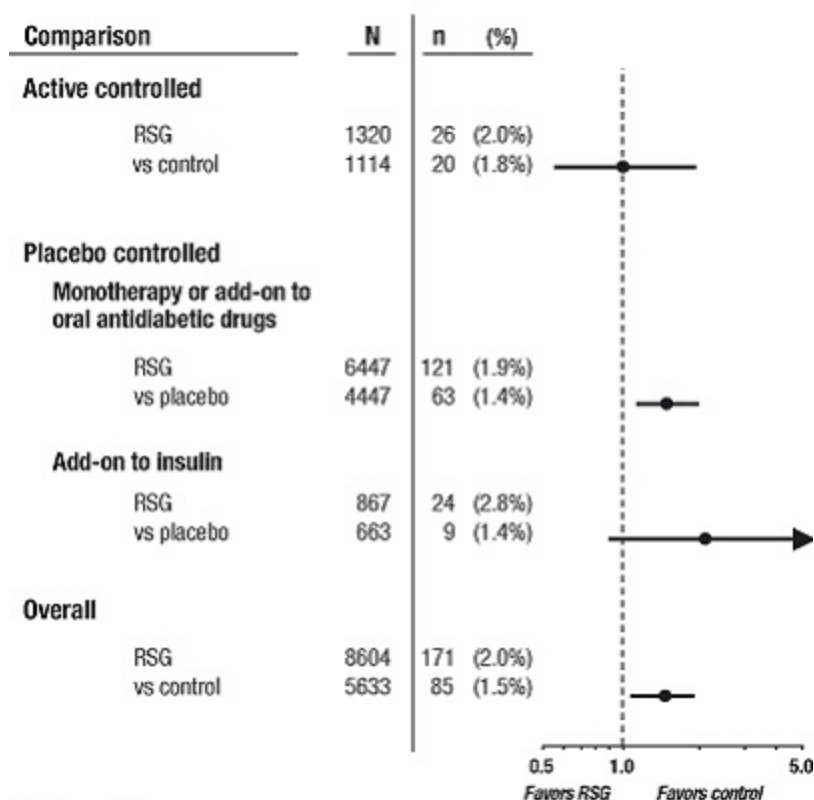 Comparison N n (%)
Active controlled
RSG 1320 26 (2.0%)
vs control 1114 20 (1.8%)
Placebo controlled
Monotherapy or add-on to
oral antidiabetic drugs
RSG 6447 121 (1.9%)
vs placebo 4447 63 (1.4%)
Add-on to insulin
RSG 867 24 (2.8%)
vs placebo 663 9 (1.4%)
Overall
RSG 8604 171 (2.0%)
vs control 5633 85 (1.5%)
0.5 1.0 5.0
Favors RSG Favors control